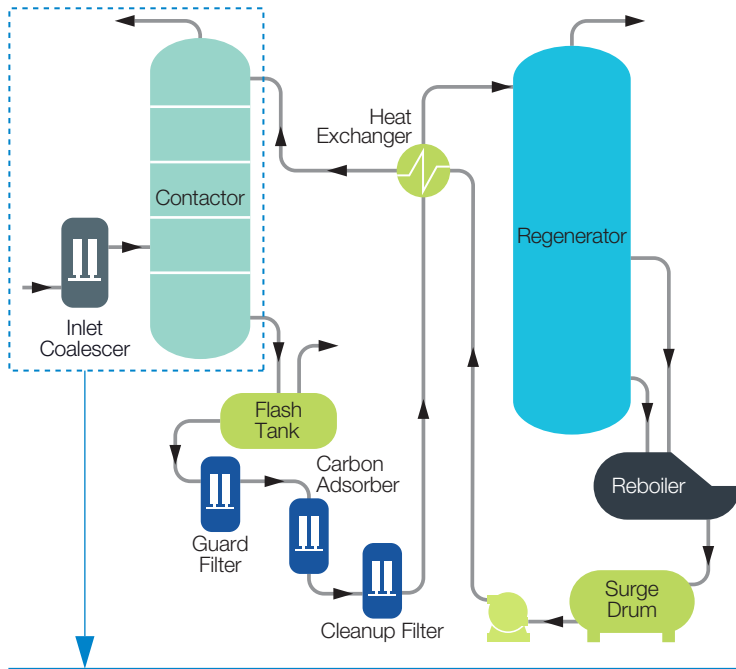 Heat
Exchanger
Contactor
Regenerator
Inlet
Coalescer
Flash
Tank
Carbon
Adsorber
Reboiler
Guard
Filter
Surge
Drum
Cleanup Filter